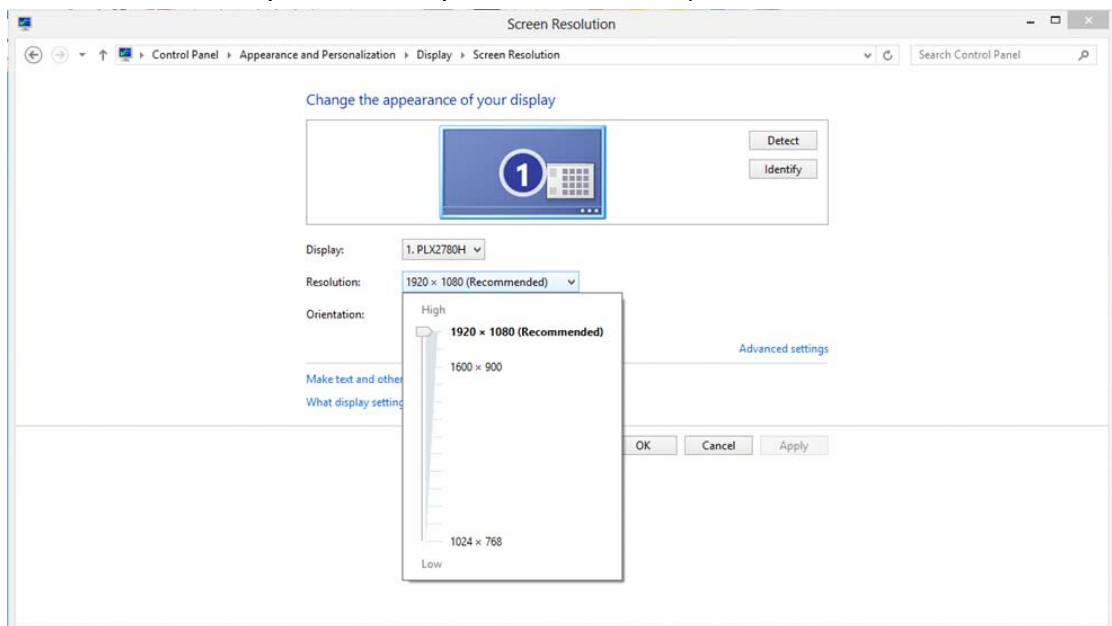 Screen Resolution
Control Panel ▸ Appearance and Personalization ▸ Display ▸ Screen Resolution
Search Control Panel
Change the appearance of your display
1
Detect
Identify
Display: 1. PLX2780H
Resolution: 1920 × 1080 (Recommended)
Orientation:
High
1920 × 1080 (Recommended)
1600 × 900
1024 × 768
Low
Advanced settings
Make text and other
What display setting
OK Cancel Apply